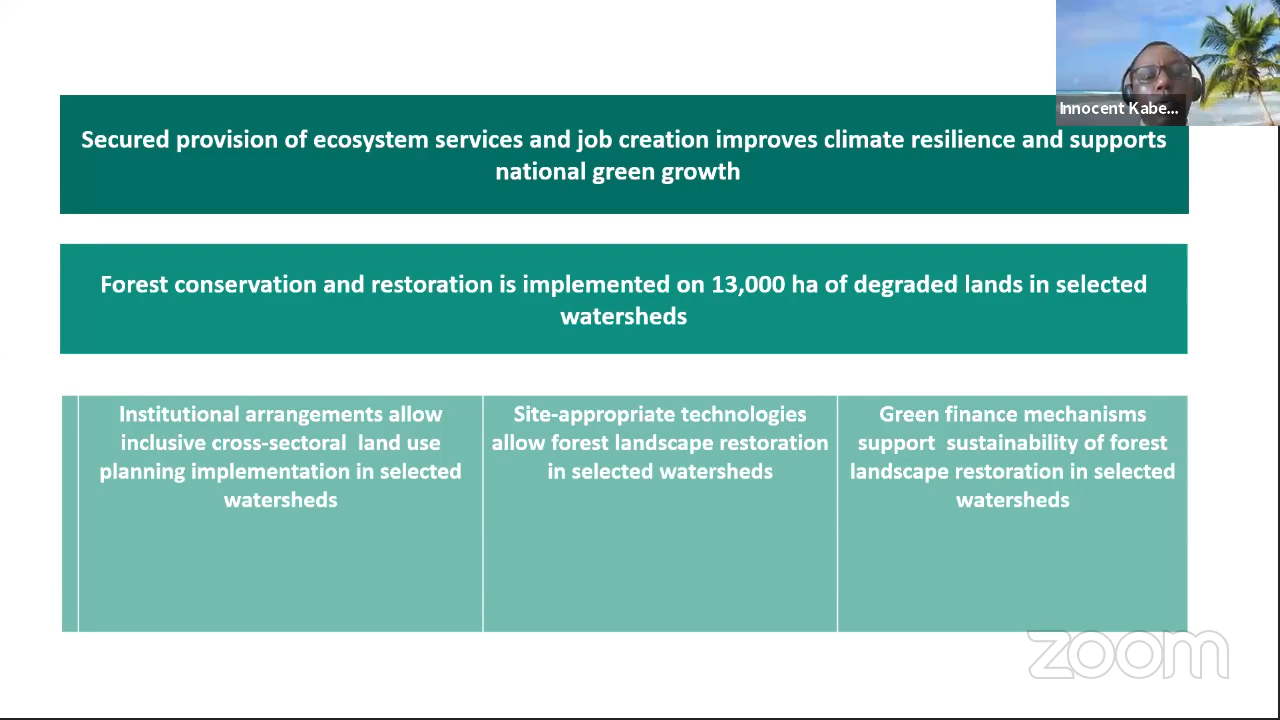 Innocent Kabe...
Secured provision of ecosystem services and job creation improves climate resilience and supports
national green growth
Forest conservation and restoration is implemented on 13,000 ha of degraded lands in selected
watersheds
Institutional arrangements allow
inclusive cross-sectoral  land use
planning implementation in selected
watersheds
Site-appropriate technologies
allow forest landscape restoration
in selected watersheds
Green finance mechanisms
support  sustainability of forest
landscape restoration in selected
watersheds
zoom